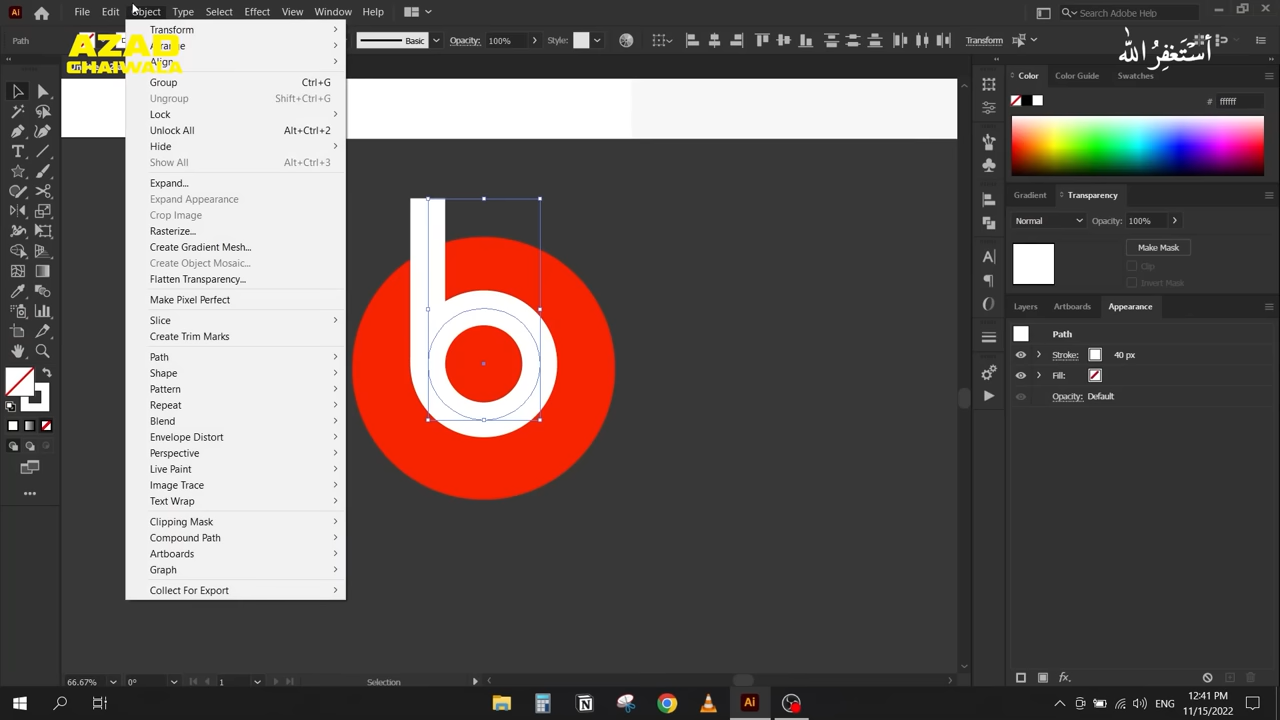 File Edit Object Type Select Effect View Window Help
Search Adobe Help
Path
Basic
Opacity: 100%
Style:
Transform
AZAD
GHAIWALA
أستغفر الله
Transform
Arrange
Align
Group Ctrl+G
Ungroup Shift+Ctrl+G
Lock
Unlock All Alt+Ctrl+2
Hide
Show All Alt+Ctrl+3
Expand...
Expand Appearance
Crop Image
Rasterize...
Create Gradient Mesh...
Create Object Mosaic...
Flatten Transparency...
Make Pixel Perfect
Slice
Create Trim Marks
Path
Shape
Pattern
Repeat
Blend
Envelope Distort
Perspective
Live Paint
Image Trace
Text Wrap
Clipping Mask
Compound Path
Artboards
Graph
Collect For Export
b
Color Color Guide Swatches
# ffffff
Gradient Transparency
Normal Opacity: 100%
Make Mask
Clip
Invert Mask
Layers Artboards Appearance
Path
Stroke: 40 px
Fill:
Opacity: Default
fx.
66.67% 0° 1 Selection
Ai
ENG
12:41 PM
11/15/2022